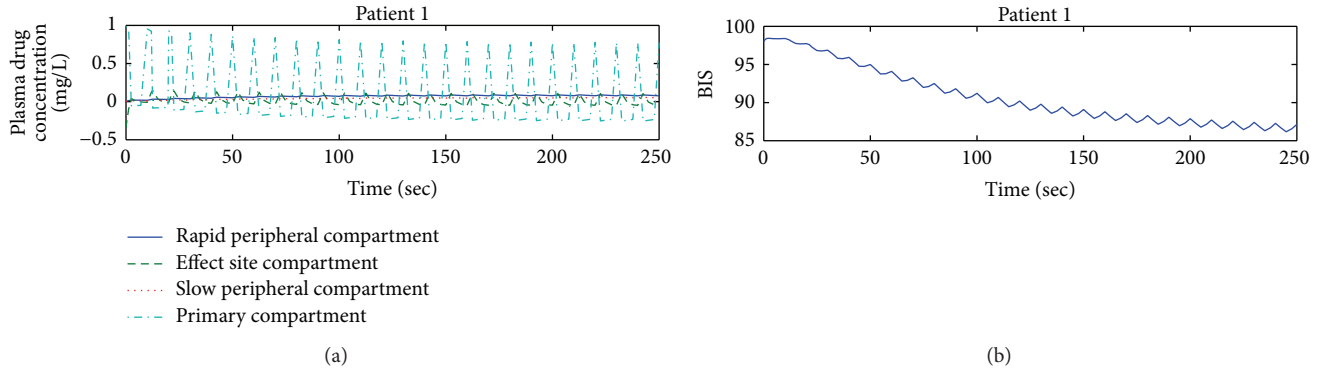 Patient 1
Plasma drug
concentration
(mg/L)
1
0.5
0
−0.5
0 50 100 150 200 250
Time (sec)
Rapid peripheral compartment
Effect site compartment
Slow peripheral compartment
Primary compartment
(a)
Patient 1
BIS
100
95
90
85
0 50 100 150 200 250
Time (sec)
(b)